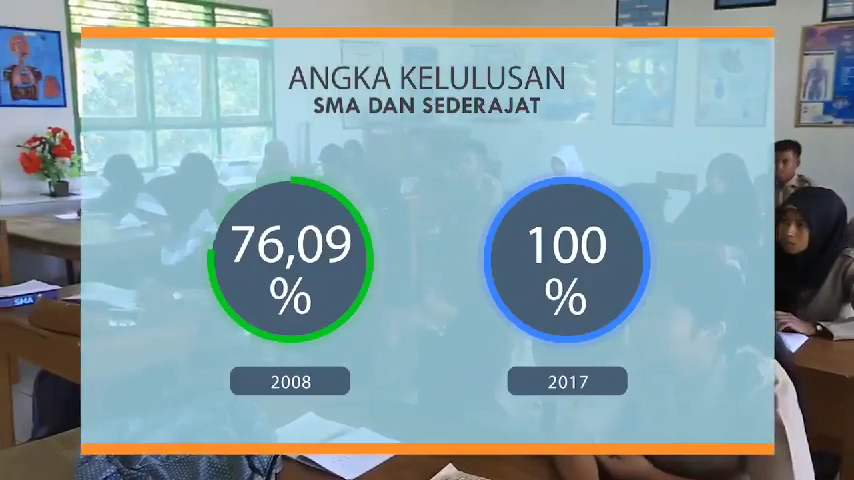 ANGKA KELULUSAN
SMA DAN SEDERAJAT
76,09
%
100
%
2008
2017
SMA